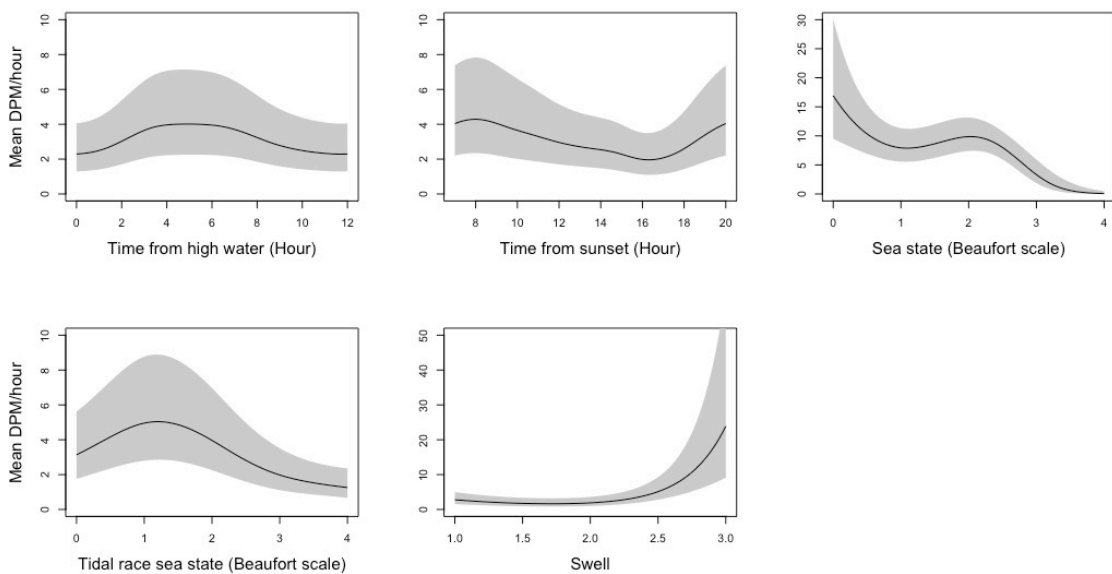 Mean DPM/hour
10
8
6
4
2
0
0 2 4 6 8 10 12
Time from high water (Hour)
10
8
6
4
2
0
8 10 12 14 16 18 20
Time from sunset (Hour)
30
25
20
15
10
5
0
0 1 2 3 4
Sea state (Beaufort scale)
Mean DPM/hour
10
8
6
4
2
0
0 1 2 3 4
Tidal race sea state (Beaufort scale)
50
40
30
20
10
0
1.0 1.5 2.0 2.5 3.0
Swell